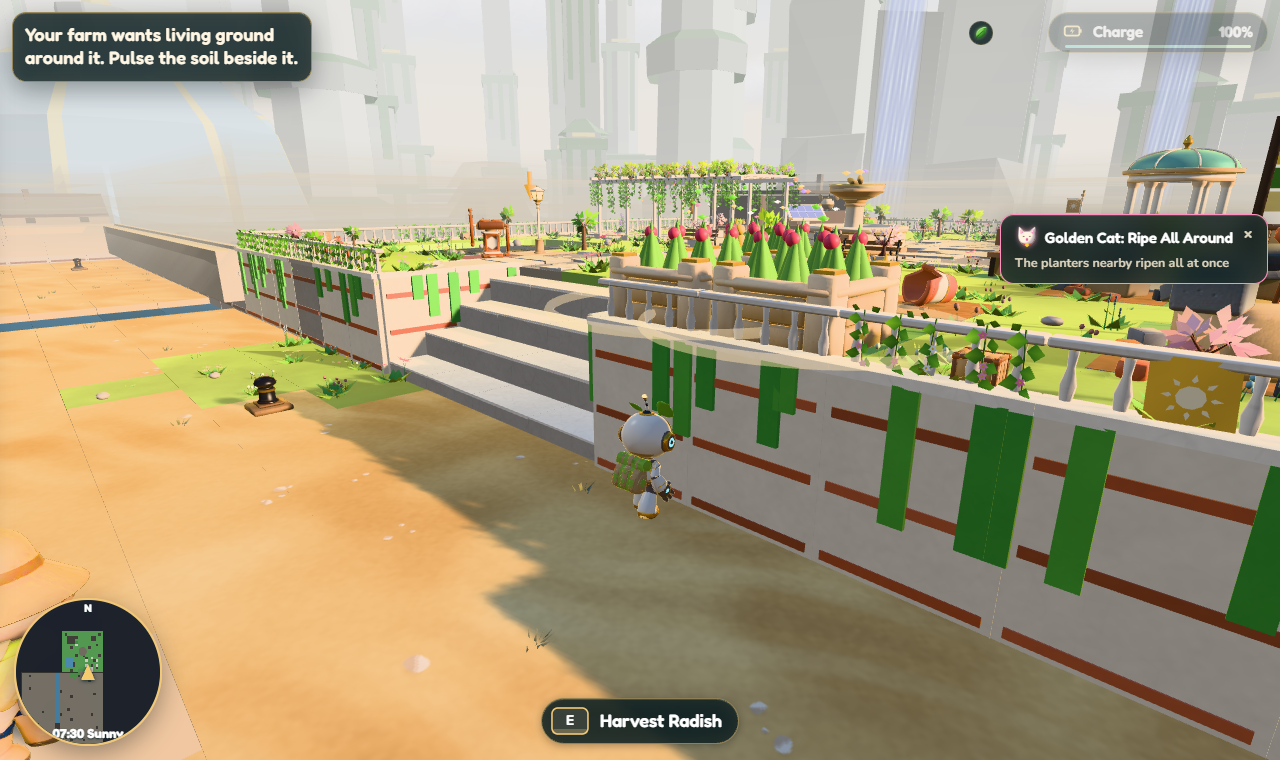 Your farm wants living ground
around it. Pulse the soil beside it.
Charge 100%
Golden Cat: Ripe All Around ×
The planters nearby ripen all at once
N
07:30 Sunny
E Harvest Radish